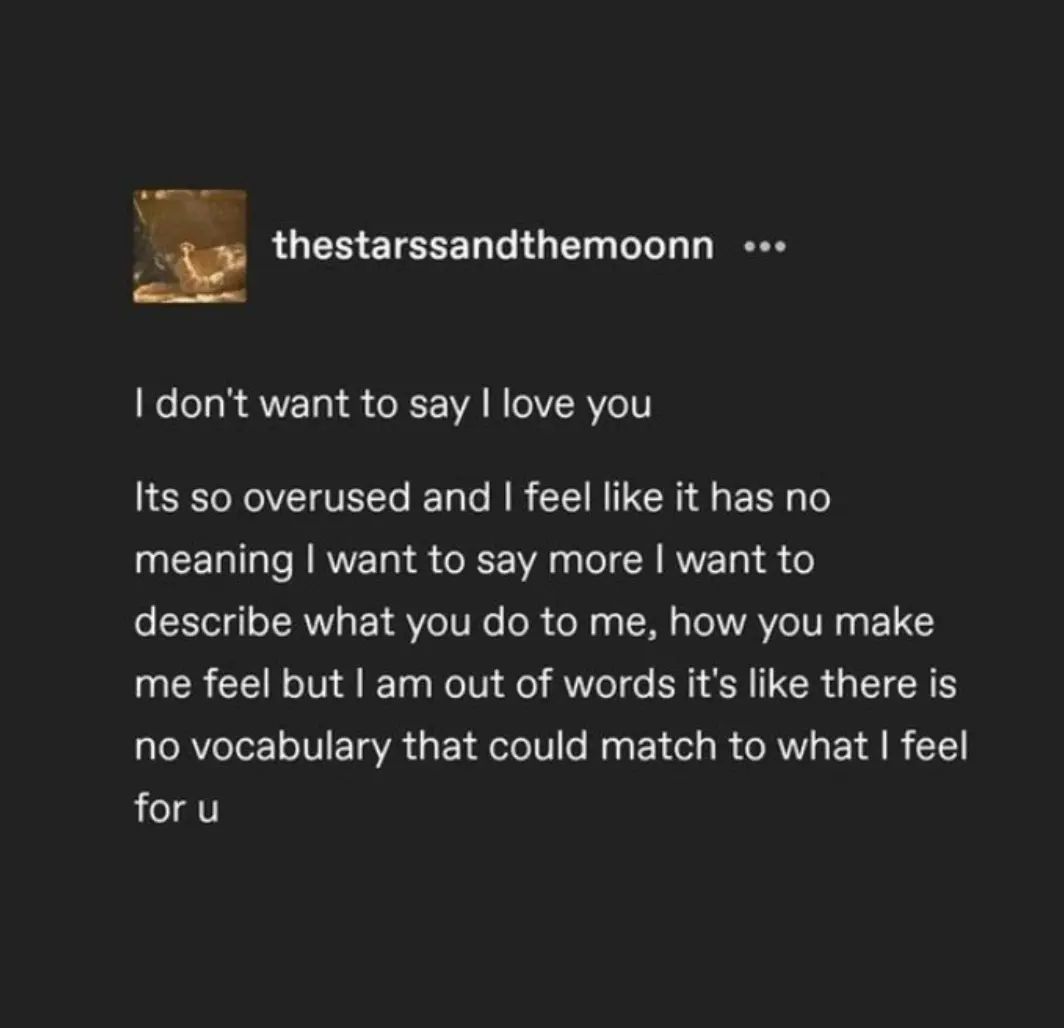 thestarssandthemoonn •••
I don't want to say I love you
Its so overused and I feel like it has no
meaning I want to say more I want to
describe what you do to me, how you make
me feel but I am out of words it's like there is
no vocabulary that could match to what I feel
for u